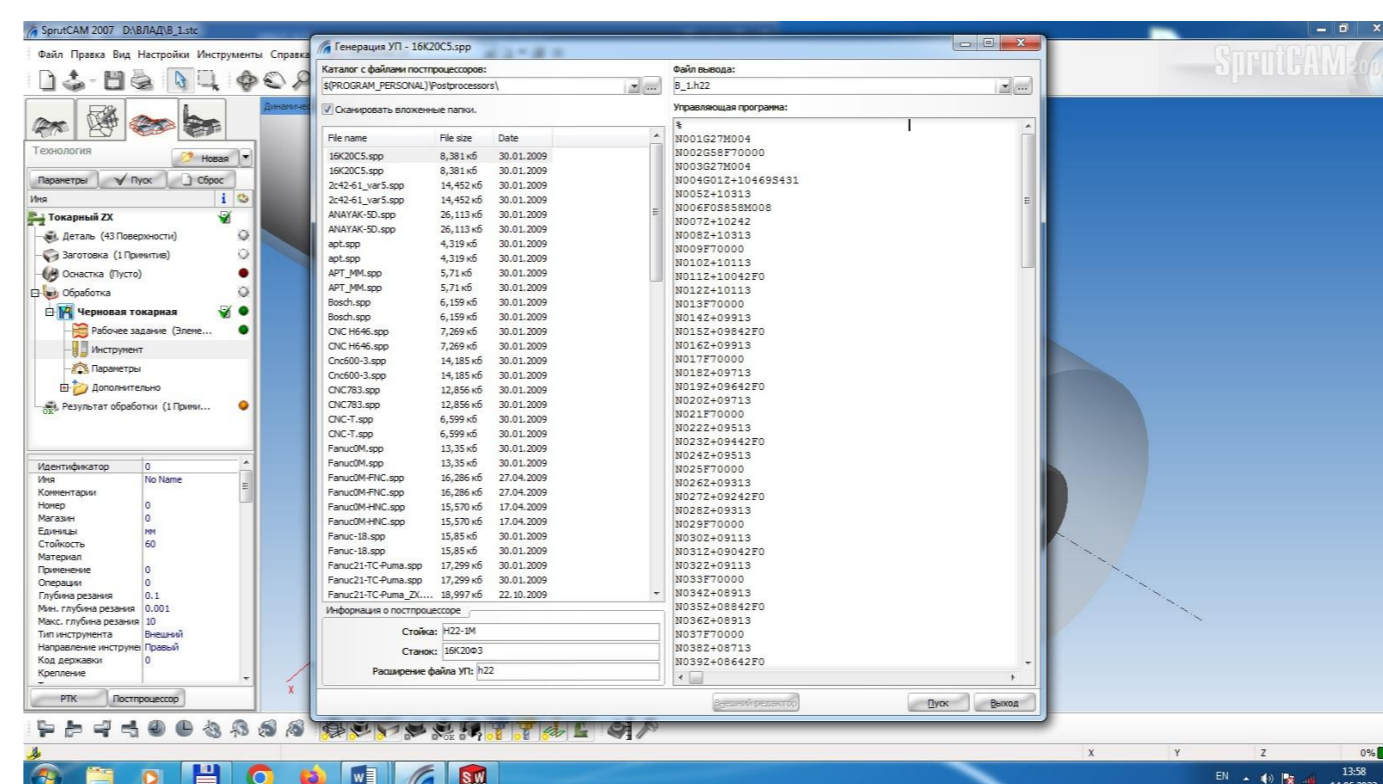 SprutCAM 2007 D:\ВЛАД\B_1.stc
Файл Правка Вид Настройки Инструменты Справка
SprutCAM
Динамичес
Технология
Новая
Параметры Пуск Сброс
Имя
Токарный ZX
Деталь (43 Поверхности)
Заготовка (1 Примитив)
Оснастка (Пусто)
Обработка
Черновая токарная
Рабочее задание (Элеме...
Инструмент
Параметры
Дополнительно
Результат обработки (1 Прими...
Идентификатор 0
Имя No Name
Комментарии
Номер 0
Магазин 0
Единицы мм
Стойкость 60
Материал
Применение 0
Операции 0
Глубина резания 0.1
Мин. глубина резания 0.001
Макс. глубина резания 10
Тип инструмента Внешний
Направление инструмен Правый
Код державки 0
Крепление
РТК Постпроцессор
Генерация УП - 16K20C5.spp
Каталог с файлами постпроцессоров:
$(PROGRAM_PERSONAL)\Postprocessors\
Сканировать вложенные папки.
File name File size Date
16K20C5.spp 8,381 кб 30.01.2009
16K20C5.spp 8,381 кб 30.01.2009
2c42-61_var5.spp 14,452 кб 30.01.2009
2c42-61_var5.spp 14,452 кб 30.01.2009
ANAYAK-5D.spp 26,113 кб 30.01.2009
ANAYAK-5D.spp 26,113 кб 30.01.2009
apt.spp 4,319 кб 30.01.2009
apt.spp 4,319 кб 30.01.2009
APT_MM.spp 5,71 кб 30.01.2009
APT_MM.spp 5,71 кб 30.01.2009
Bosch.spp 6,159 кб 30.01.2009
Bosch.spp 6,159 кб 30.01.2009
CNC H646.spp 7,269 кб 30.01.2009
CNC H646.spp 7,269 кб 30.01.2009
Cnc600-3.spp 14,185 кб 30.01.2009
Cnc600-3.spp 14,185 кб 30.01.2009
CNC783.spp 12,856 кб 30.01.2009
CNC783.spp 12,856 кб 30.01.2009
CNC-T.spp 6,599 кб 30.01.2009
CNC-T.spp 6,599 кб 30.01.2009
Fanuc0M.spp 13,35 кб 30.01.2009
Fanuc0M.spp 13,35 кб 30.01.2009
Fanuc0M-FNC.spp 16,286 кб 27.04.2009
Fanuc0M-FNC.spp 16,286 кб 27.04.2009
Fanuc0M-HNC.spp 15,570 кб 17.04.2009
Fanuc0M-HNC.spp 15,570 кб 17.04.2009
Fanuc-18.spp 15,85 кб 30.01.2009
Fanuc-18.spp 15,85 кб 30.01.2009
Fanuc21-TC-Puma.spp 17,299 кб 30.01.2009
Fanuc21-TC-Puma.spp 17,299 кб 30.01.2009
Fanuc21-TC-Puma_ZX.... 18,997 кб 22.10.2009
Информация о постпроцессоре
Стойка: H22-1M
Станок: 16K20Ф3
Расширение файла УП: h22
Файл вывода:
B_1.h22
Управляющая программа:
%
N001G27M004
N002G58F70000
N003G27M004
N004G01Z+10469S431
N005Z+10313
N006F0S858M008
N007Z+10242
N008Z+10313
N009F70000
N010Z+10113
N011Z+10042F0
N012Z+10113
N013F70000
N014Z+09913
N015Z+09842F0
N016Z+09913
N017F70000
N018Z+09713
N019Z+09642F0
N020Z+09713
N021F70000
N022Z+09513
N023Z+09442F0
N024Z+09513
N025F70000
N026Z+09313
N027Z+09242F0
N028Z+09313
N029F70000
N030Z+09113
N031Z+09042F0
N032Z+09113
N033F70000
N034Z+08913
N035Z+08842F0
N036Z+08913
N037F70000
N038Z+08713
N039Z+08642F0
Внешний редактор Пуск Выход
X
X Y Z 0%
EN 13:58